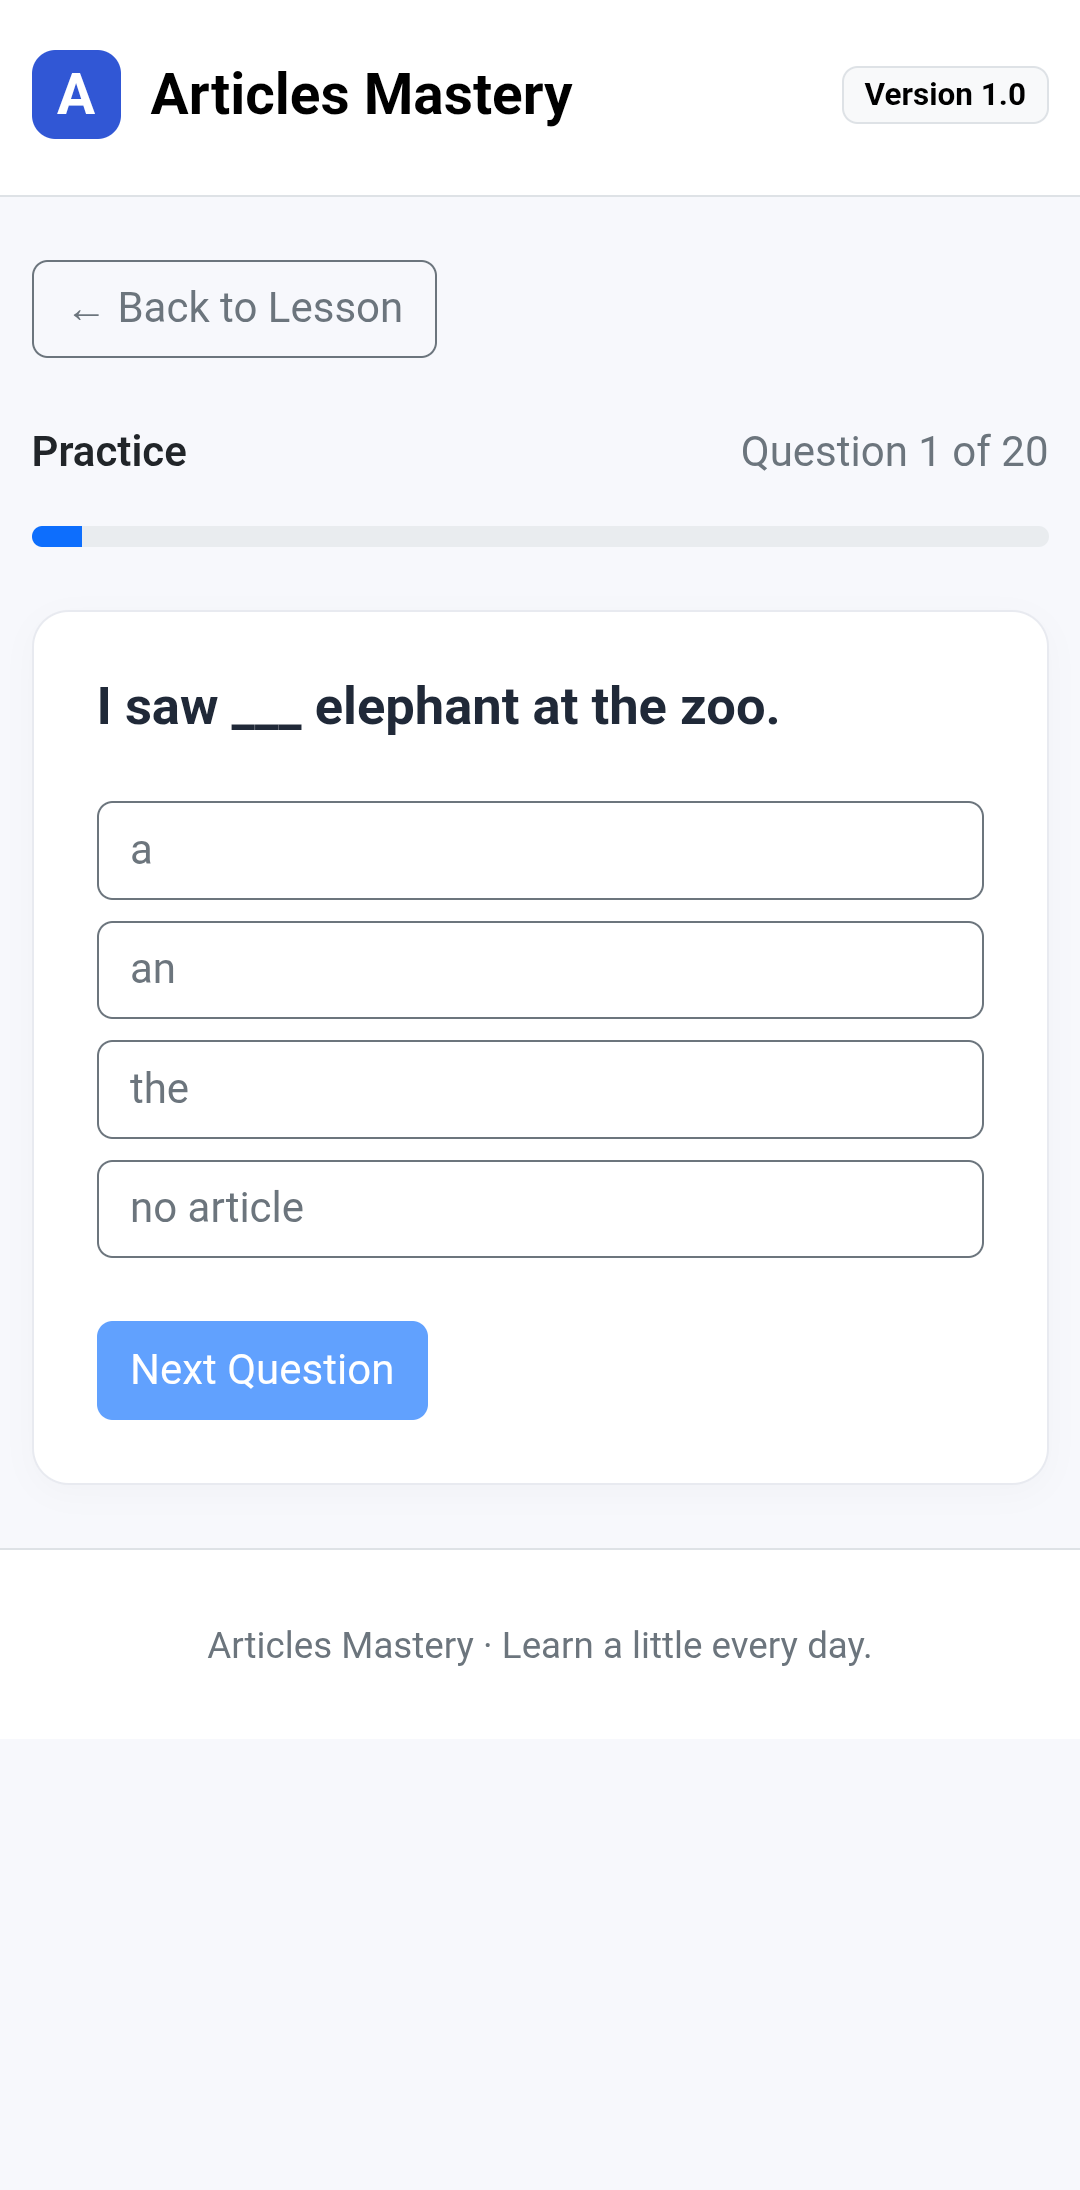 A Articles Mastery Version 1.0
← Back to Lesson
Practice Question 1 of 20
I saw ___ elephant at the zoo.
a
an
the
no article
Next Question
Articles Mastery · Learn a little every day.